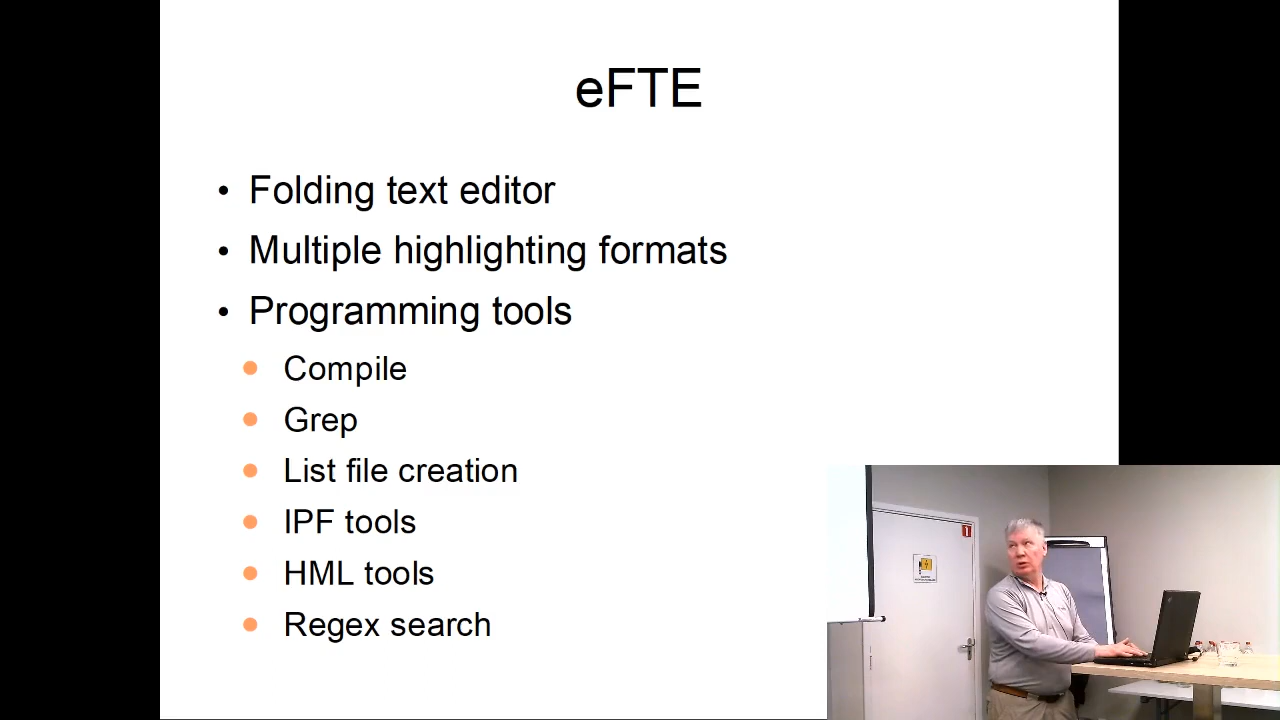 eFTE
• Folding text editor
• Multiple highlighting formats
• Programming tools
Compile
Grep
List file creation
IPF tools
HML tools
Regex search